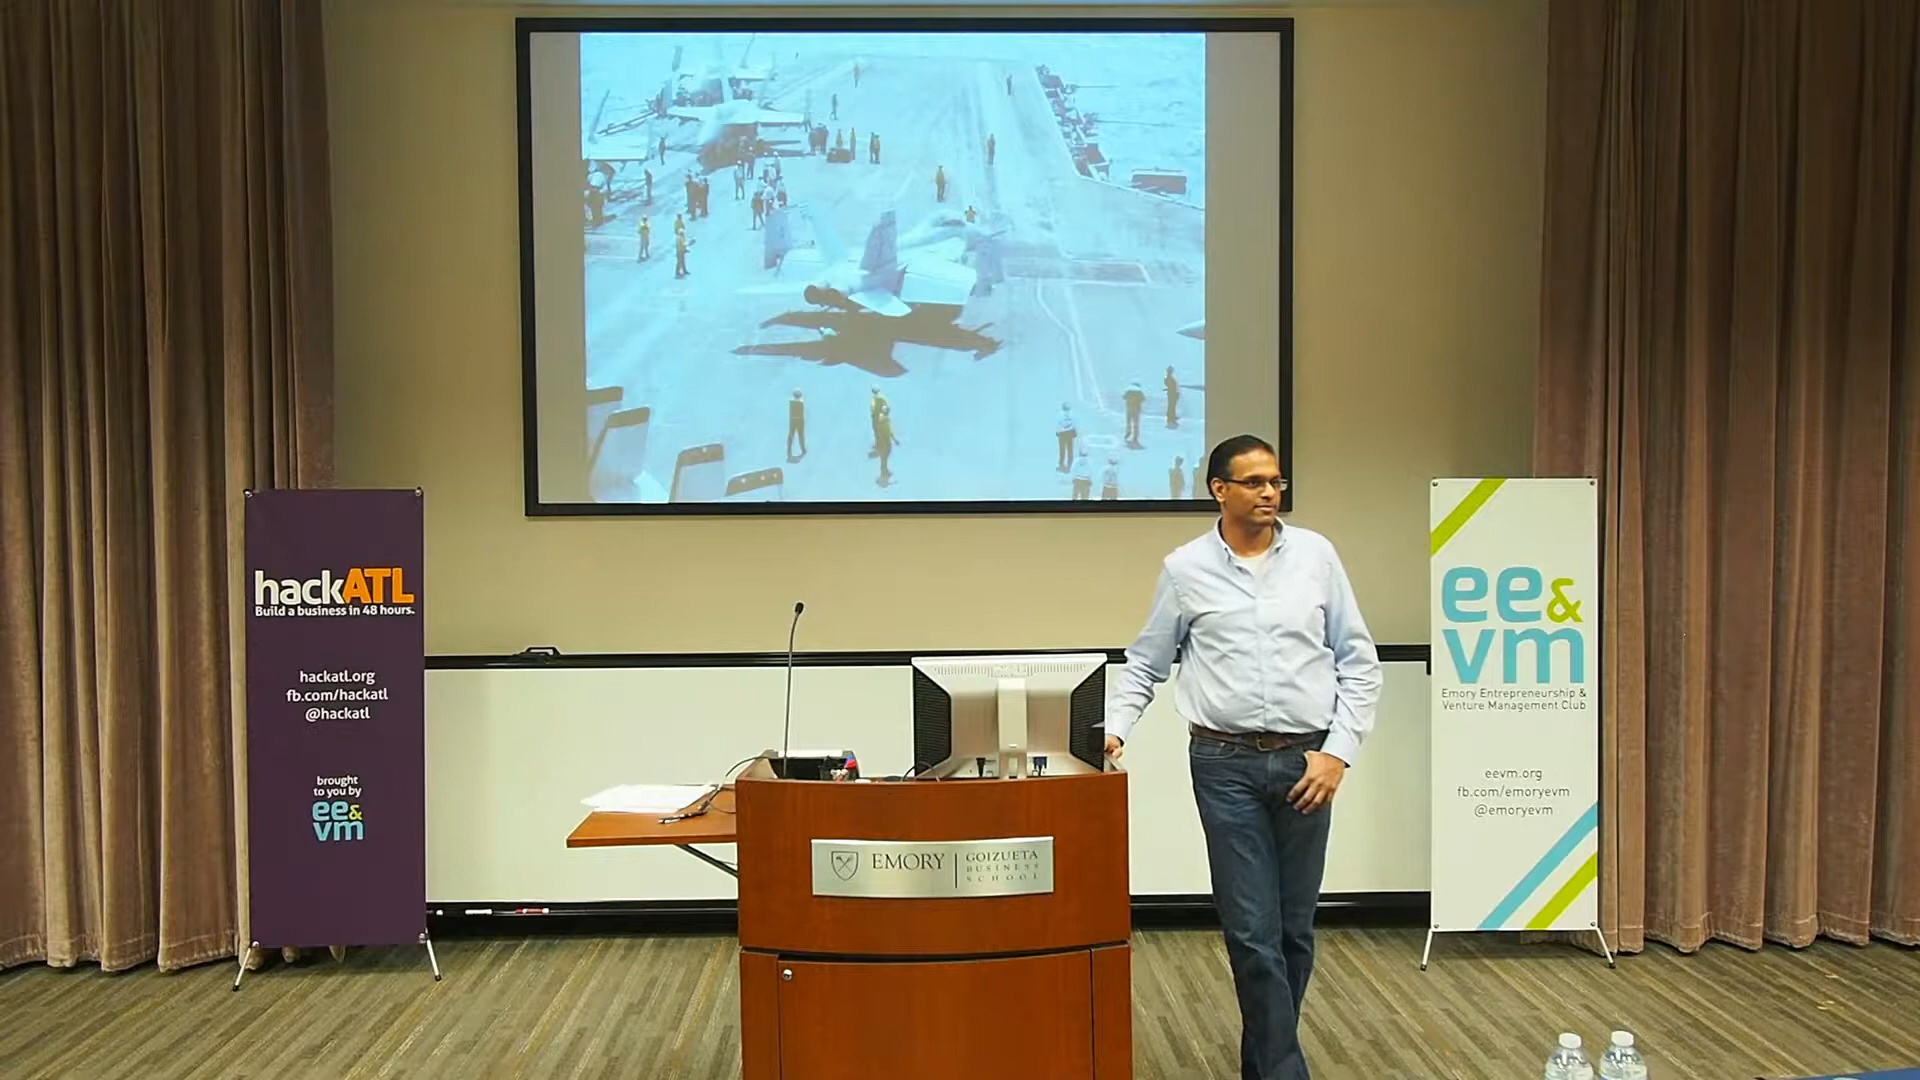 hackATL
Build a business in 48 hours.
hackatl.org
fb.com/hackatl
@hackatl
brought
to you by
ee&
vm
EMORY
GOIZUETA
BUSINESS
SCHOOL
ee&
vm
Emory Entrepreneurship &
Venture Management Club
eevm.org
fb.com/emoryevm
@emoryevm